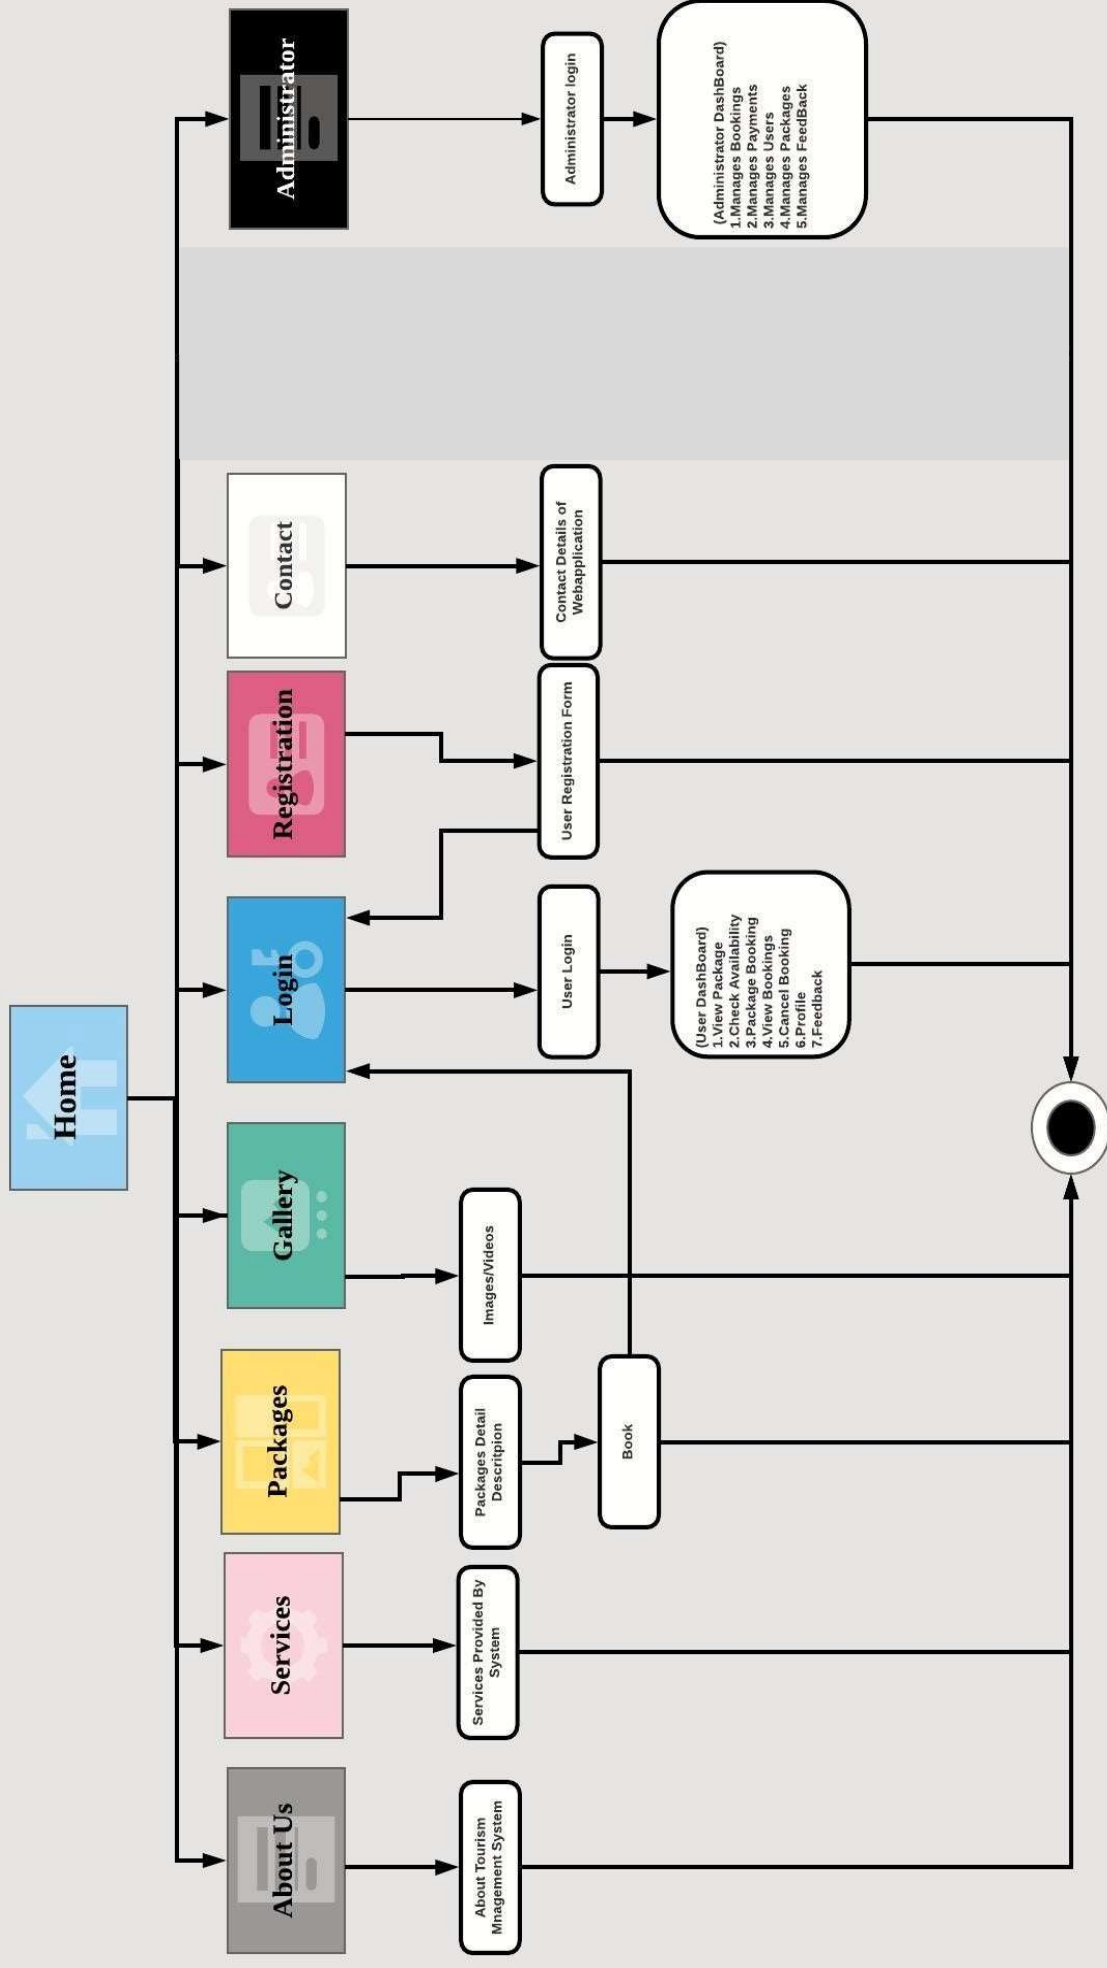 Home
About Us
Services
Packages
Gallery
Login
Registration
Contact
Administrator
About Tourism
Mnagement System
Services Provided By
System
Packages Detail
Descritpion
Images/Videos
Book
User Login
User Registration Form
Contact Details of
Webapplication
Administrator login
(User DashBoard)
1.View Package
2.Check Availability
3.Package Booking
4.View Bookings
5.Cancel Booking
6.Profile
7.Feedback
(Administrator DashBoard)
1.Manages Bookings
2.Manages Payments
3.Manages Users
4.Manages Packages
5.Manages FeedBack